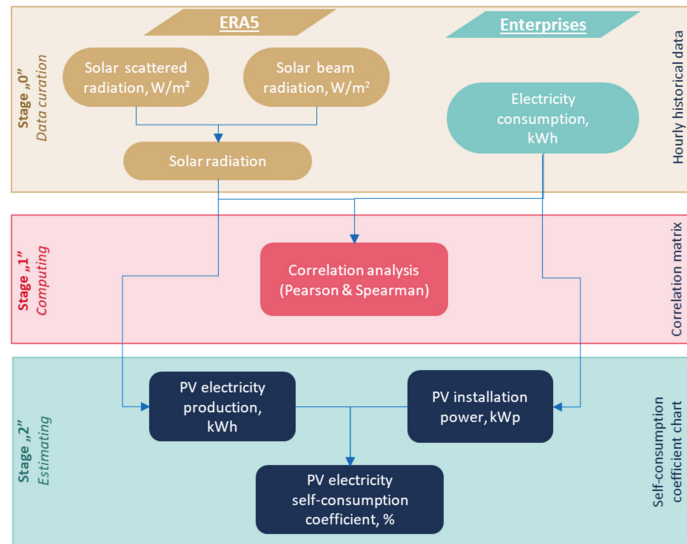 ERA5
Enterprises
Stage „0”
Data curation
Solar scattered
radiation, W/m²
Solar beam
radiation, W/m²
Electricity
consumption,
kWh
Solar radiation
Hourly historical data
Stage „1”
Computing
Correlation analysis
(Pearson & Spearman)
Correlation matrix
Stage „2”
Estimating
PV electricity
production,
kWh
PV installation
power, kWp
PV electricity
self-consumption
coefficient, %
Self-consumption
coefficient chart